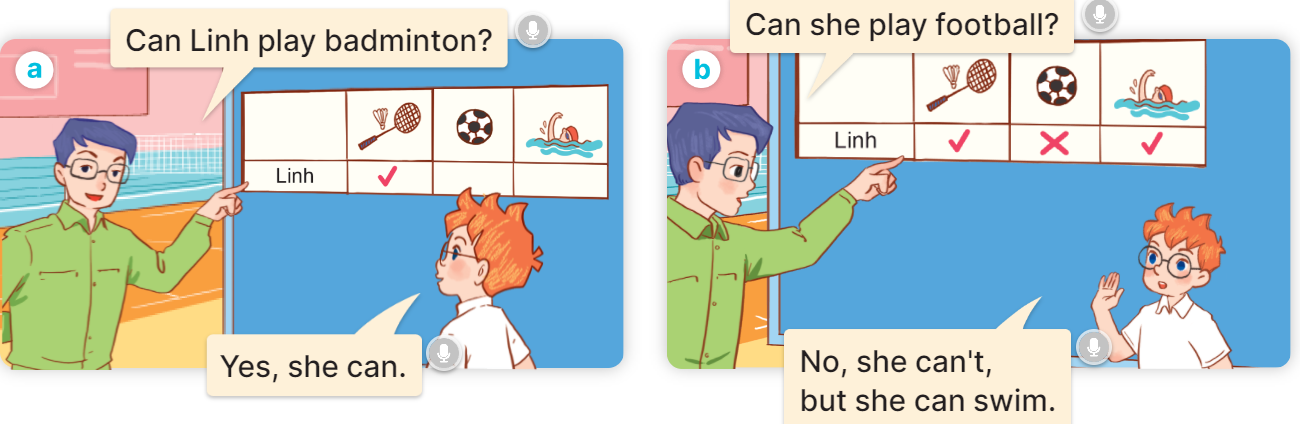 a
Can Linh play badminton?
Linh
Yes, she can.
b
Can she play football?
Linh
No, she can't,
but she can swim.